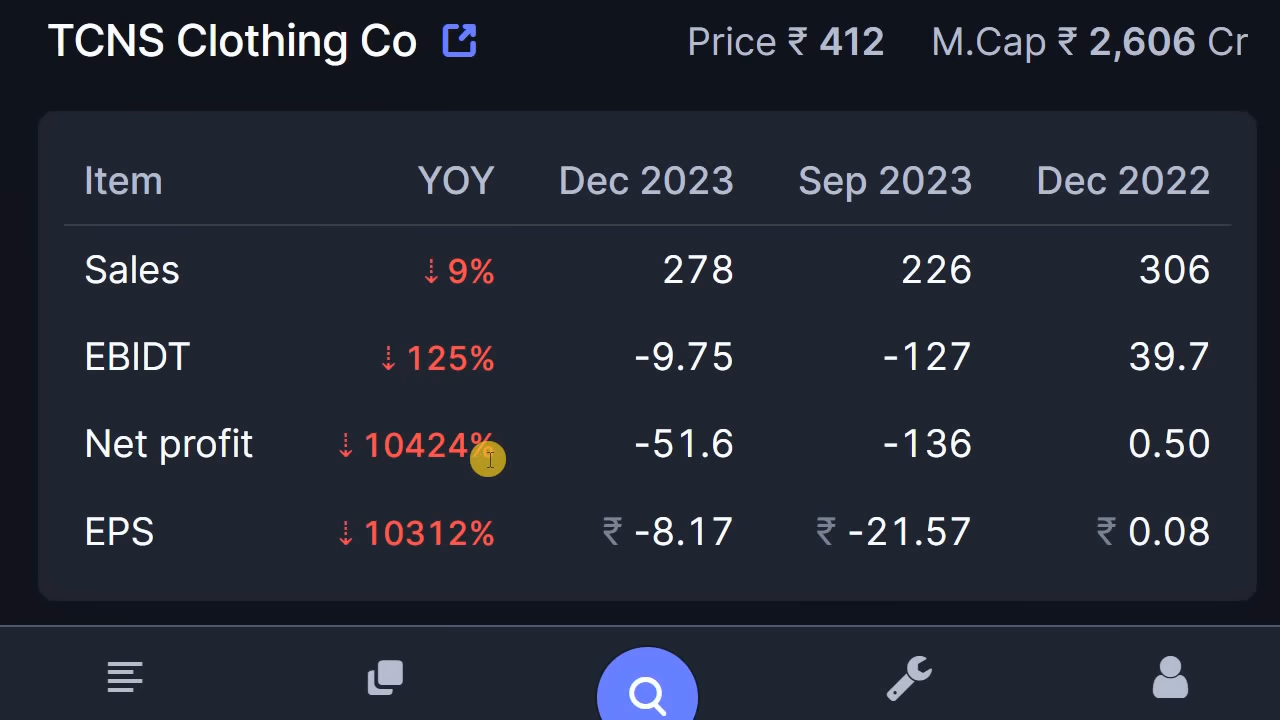 TCNS Clothing Co Price ₹ 412 M.Cap ₹ 2,606 Cr
Item YOY Dec 2023 Sep 2023 Dec 2022
Sales ⇣ 9% 278 226 306
EBIDT ⇣ 125% -9.75 -127 39.7
Net profit ⇣ 10424% -51.6 -136 0.50
EPS ⇣ 10312% ₹ -8.17 ₹ -21.57 ₹ 0.08